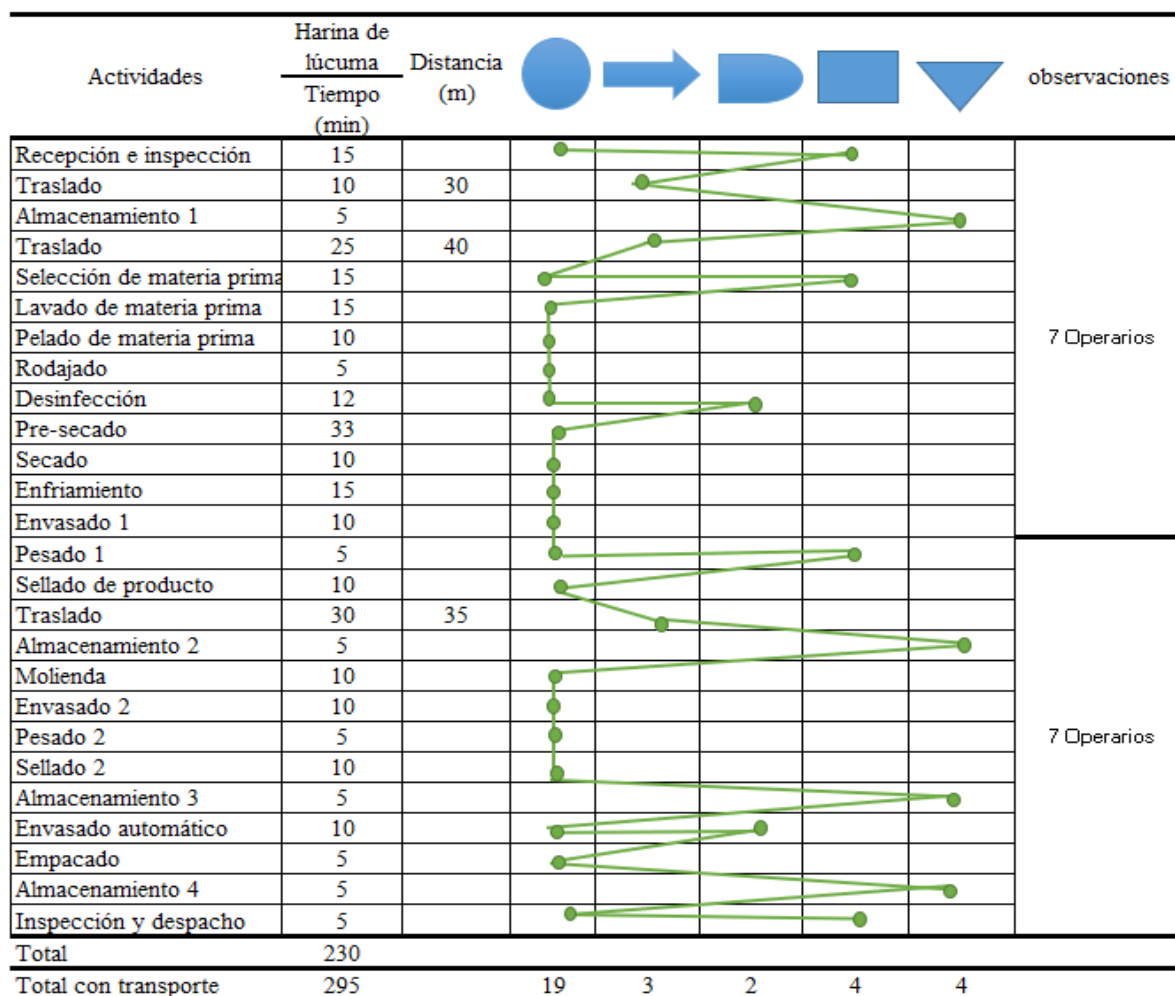 Actividades Harina de lúcuma Tiempo (min) Distancia (m) observaciones
Recepción e inspección 15
Traslado 10 30
Almacenamiento 1 5
Traslado 25 40
Selección de materia prima 15
Lavado de materia prima 15
Pelado de materia prima 10
7 Operarios
Rodajado 5
Desinfección 12
Pre-secado 33
Secado 10
Enfriamiento 15
Envasado 1 10
Pesado 1 5
Sellado de producto 10
Traslado 30 35
Almacenamiento 2 5
Molienda 10
Envasado 2 10
Pesado 2 5
7 Operarios
Sellado 2 10
Almacenamiento 3 5
Envasado automático 10
Empacado 5
Almacenamiento 4 5
Inspección y despacho 5
Total 230
Total con transporte 295 19 3 2 4 4